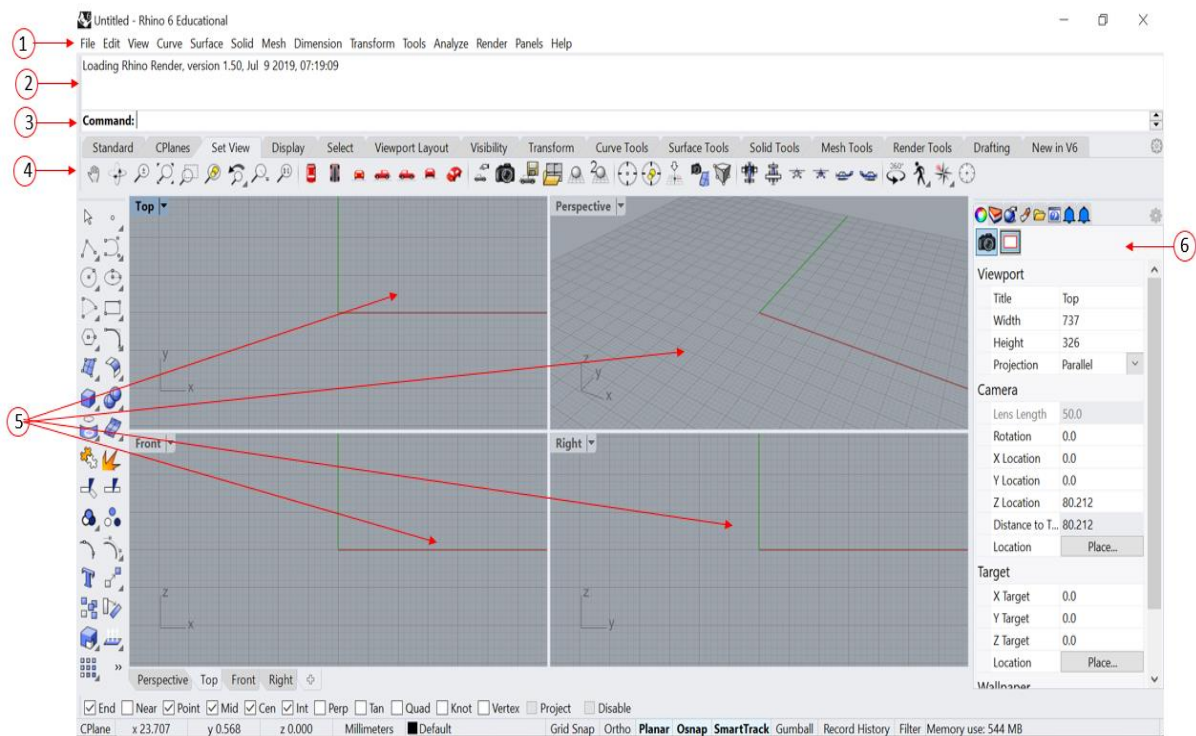 Untitled - Rhino 6 Educational
1
File Edit View Curve Surface Solid Mesh Dimension Transform Tools Analyze Render Panels Help
Loading Rhino Render, version 1.50, Jul 9 2019, 07:19:09
2
3
Command:
Standard CPlanes Set View Display Select Viewport Layout Visibility Transform Curve Tools Surface Tools Solid Tools Mesh Tools Render Tools Drafting New in V6
4
Top
Perspective
6
Viewport
Title Top
Width 737
Height 326
Projection Parallel
y
x
z
y
x
Camera
Lens Length 50.0
Rotation 0.0
X Location 0.0
Y Location 0.0
Z Location 80.212
Distance to T... 80.212
Location Place...
5
Front
Right
Target
X Target 0.0
Y Target 0.0
Z Target 0.0
Location Place...
z
x
z
y
Perspective Top Front Right
End Near Point Mid Cen Int Perp Tan Quad Knot Vertex Project Disable
CPlane x 23.707 y 0.568 z 0.000 Millimeters Default Grid Snap Ortho Planar Osnap SmartTrack Gumball Record History Filter Memory use: 544 MB